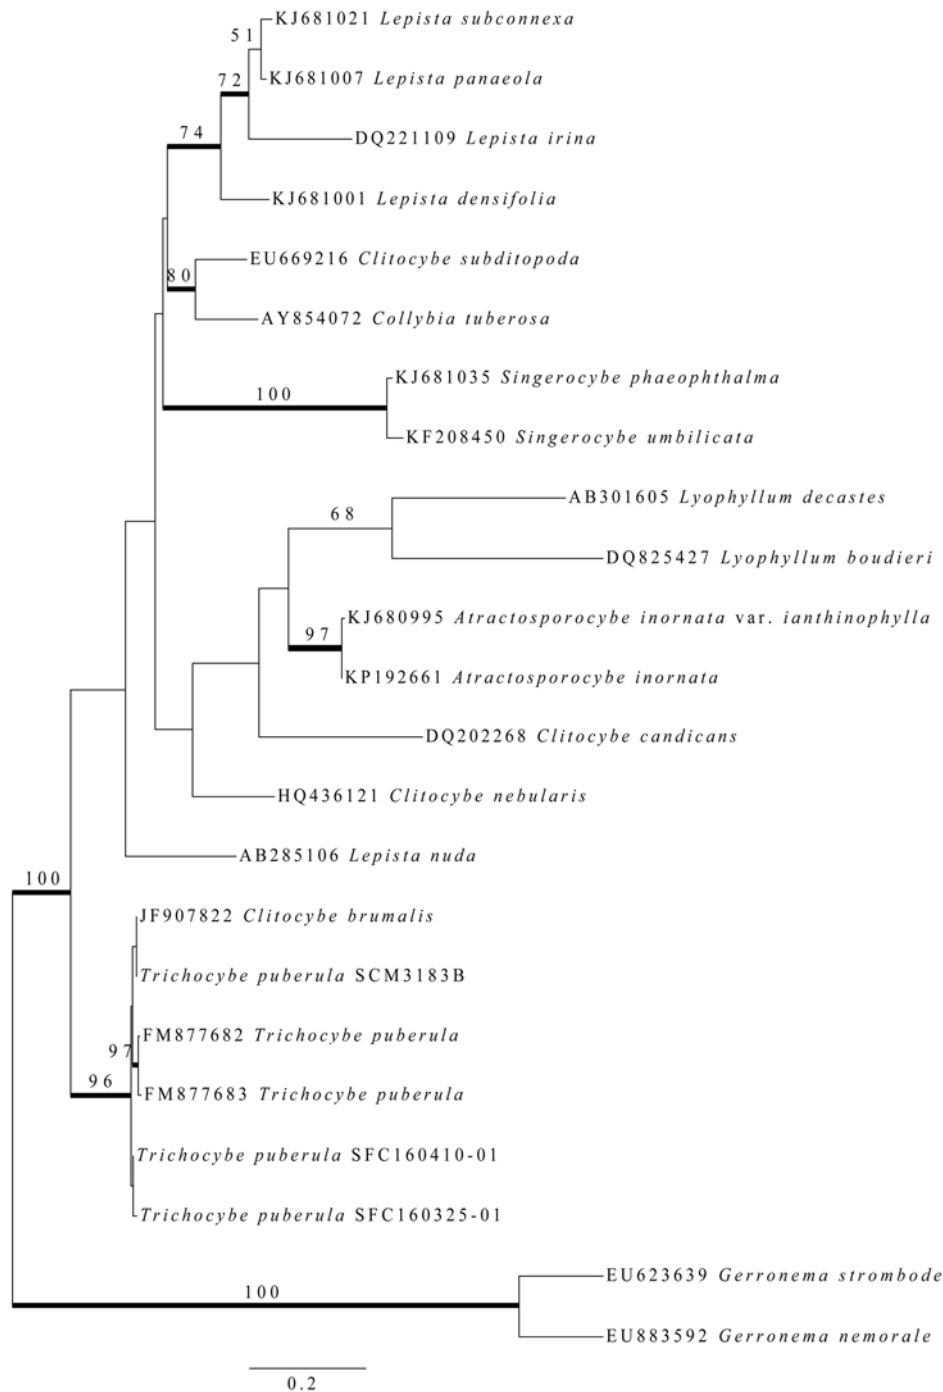 KJ681021 Lepista subconnexa
51
KJ681007 Lepista panaeola
72
74
DQ221109 Lepista irina
KJ681001 Lepista densifolia
EU669216 Clitocybe subditopoda
80
AY854072 Collybia tuberosa
KJ681035 Singerocybe phaeophthalma
100
KF208450 Singerocybe umbilicata
AB301605 Lyophyllum decastes
68
DQ825427 Lyophyllum boudieri
KJ680995 Atractosporocybe inornata var. ianthinophylla
97
KP192661 Atractosporocybe inornata
DQ202268 Clitocybe candicans
HQ436121 Clitocybe nebularis
AB285106 Lepista nuda
100
JF907822 Clitocybe brumalis
Trichocybe puberula SCM3183B
FM877682 Trichocybe puberula
97
96
FM877683 Trichocybe puberula
Trichocybe puberula SFC160410-01
Trichocybe puberula SFC160325-01
EU623639 Gerronema strombode
100
EU883592 Gerronema nemorale
0.2